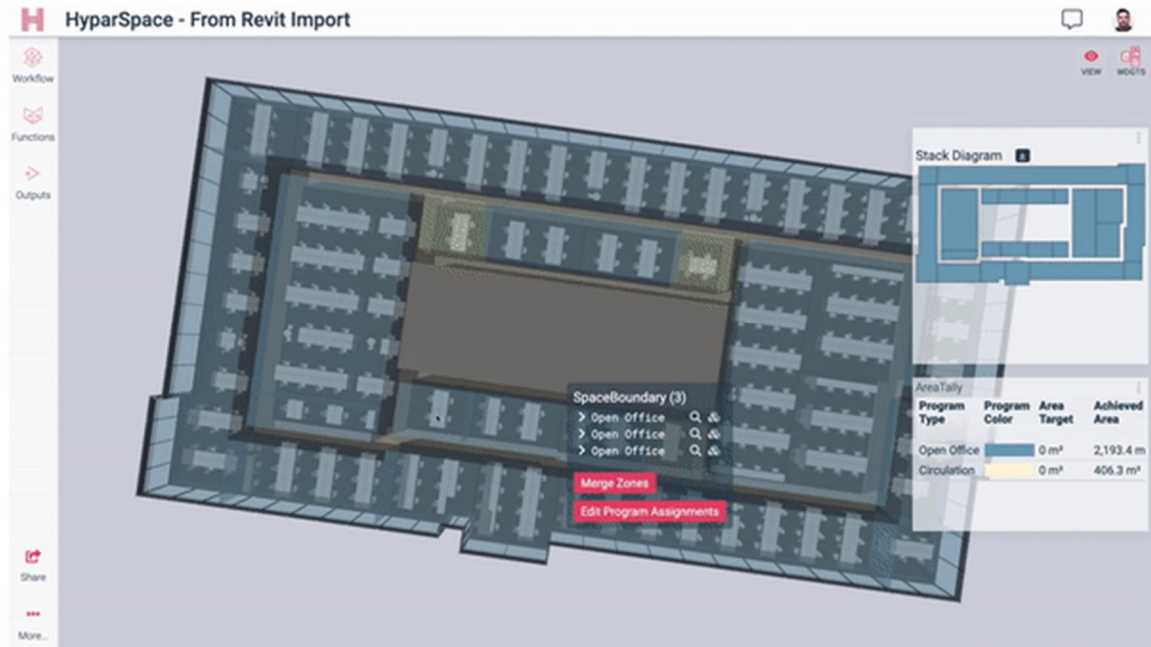 HyparSpace - From Revit Import
Workflow
Functions
Outputs
Share
More...
VIEW
WDGTS
Stack Diagram
SpaceBoundary (3)
Open Office
Open Office
Open Office
Merge Zones
Edit Program Assignments
AreaTally
Program Type Program Color Area Target Achieved Area
Open Office 0 m² 2,193.4 m
Circulation 0 m² 406.3 m²